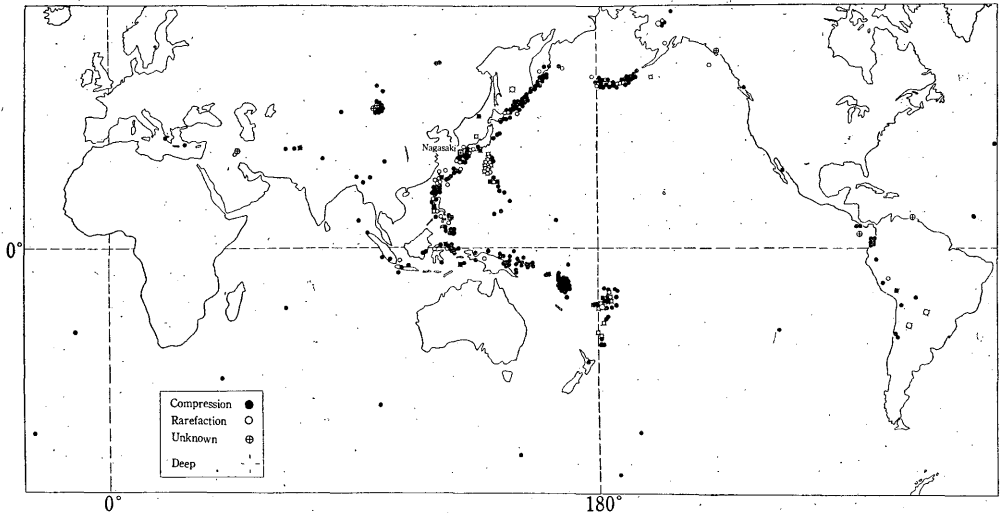 Nagasaki
0°
Compression
Rarefaction
Unknown
Deep
0°
180°